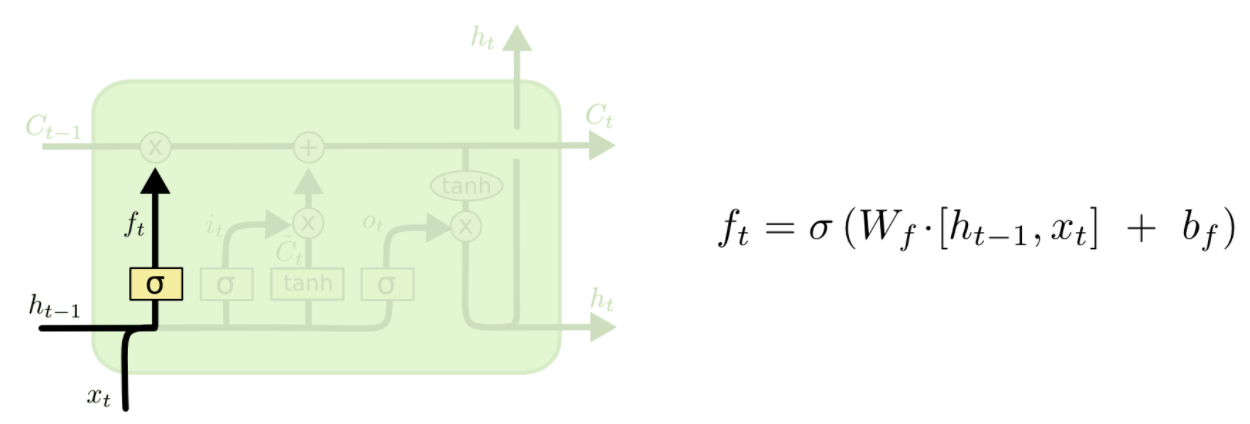 h_t
C_{t-1}
C_t
x
+
tanh
f_t
i_t
x
o_t
x
C̃_t
σ
σ
tanh
σ
h_{t-1}
h_t
x_t
f_t = σ (W_f · [h_{t-1}, x_t] + b_f)